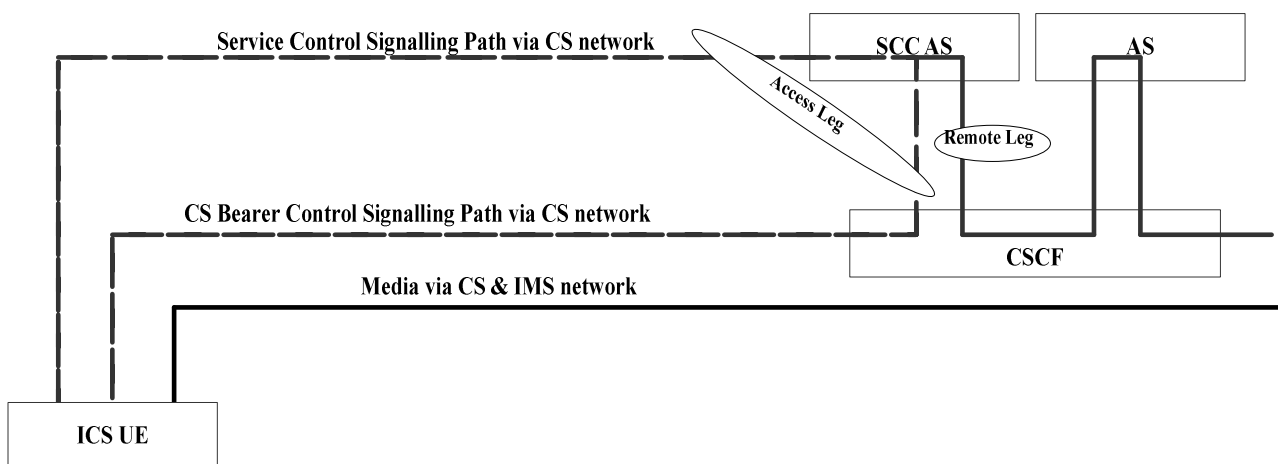 Service Control Signalling Path via CS network
SCC AS
AS
Access Leg
Remote Leg
CS Bearer Control Signalling Path via CS network
CSCF
Media via CS & IMS network
ICS UE